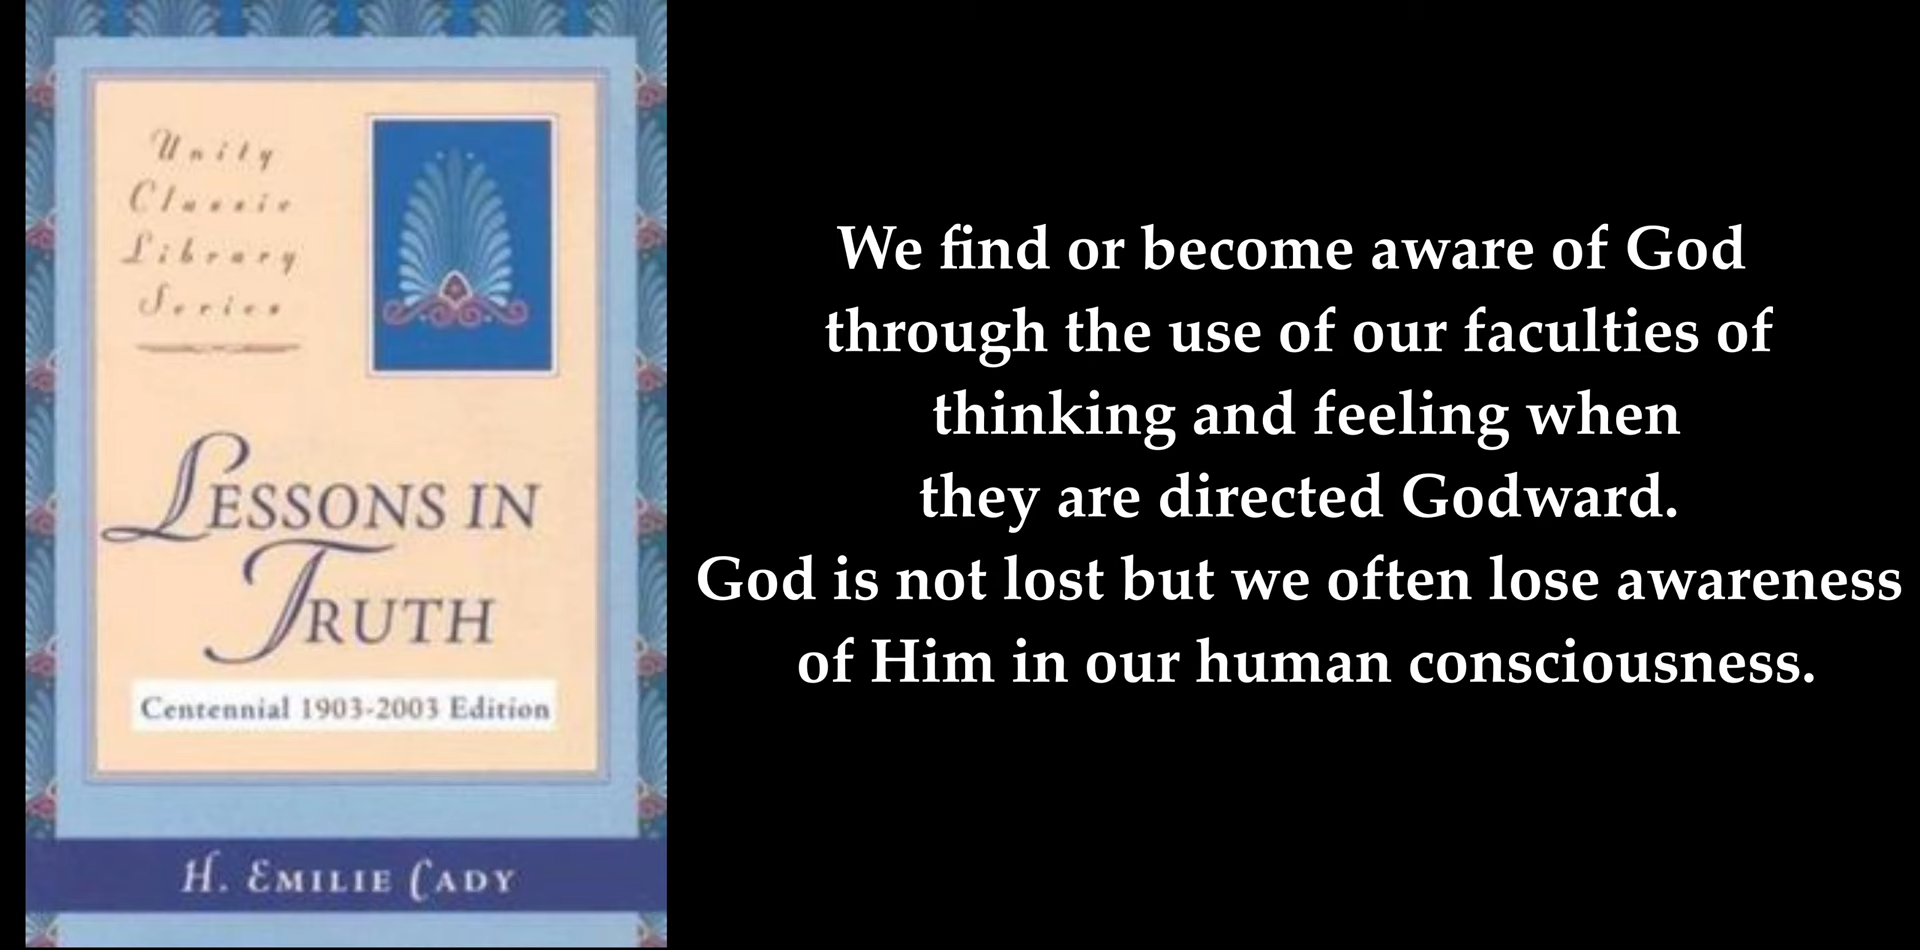 Unity
Classic
Library
Series
LESSONS IN
TRUTH
Centennial 1903-2003 Edition
H. EMILIE CADY
We find or become aware of God
through the use of our faculties of
thinking and feeling when
they are directed Godward.
God is not lost but we often lose awareness
of Him in our human consciousness.